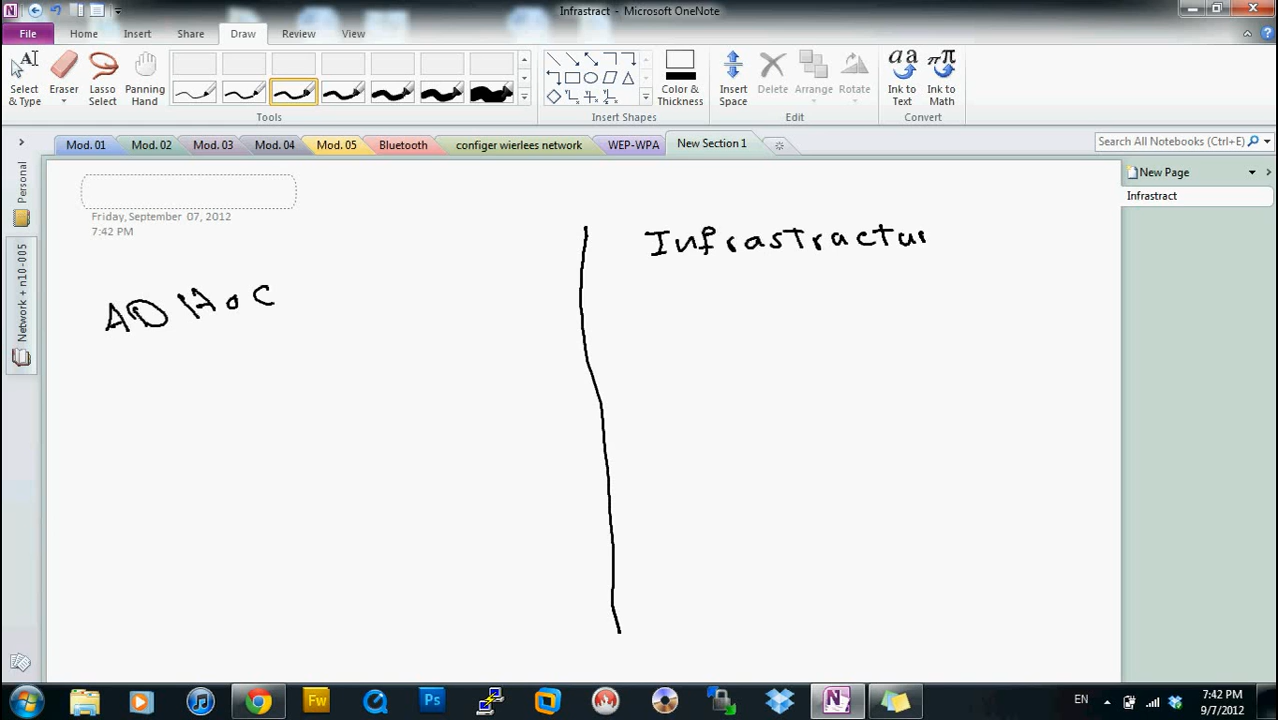 Infrastract - Microsoft OneNote
File Home Insert Share Draw Review View
Select & Type
Eraser
Lasso Select
Panning Hand
Color & Thickness
Insert Space
Delete
Arrange
Rotate
Ink to Text
Ink to Math
Tools
Insert Shapes
Edit
Convert
Mod. 01 Mod. 02 Mod. 03 Mod. 04 Mod. 05 Bluetooth configer wierlees network WEP-WPA New Section 1
Search All Notebooks (Ctrl+E)
New Page
Infrastract
Personal
Network + n10-005
Friday, September 07, 2012
7:42 PM
AD Hoc
Infrastractur
Fw
Ps
EN
7:42 PM
9/7/2012